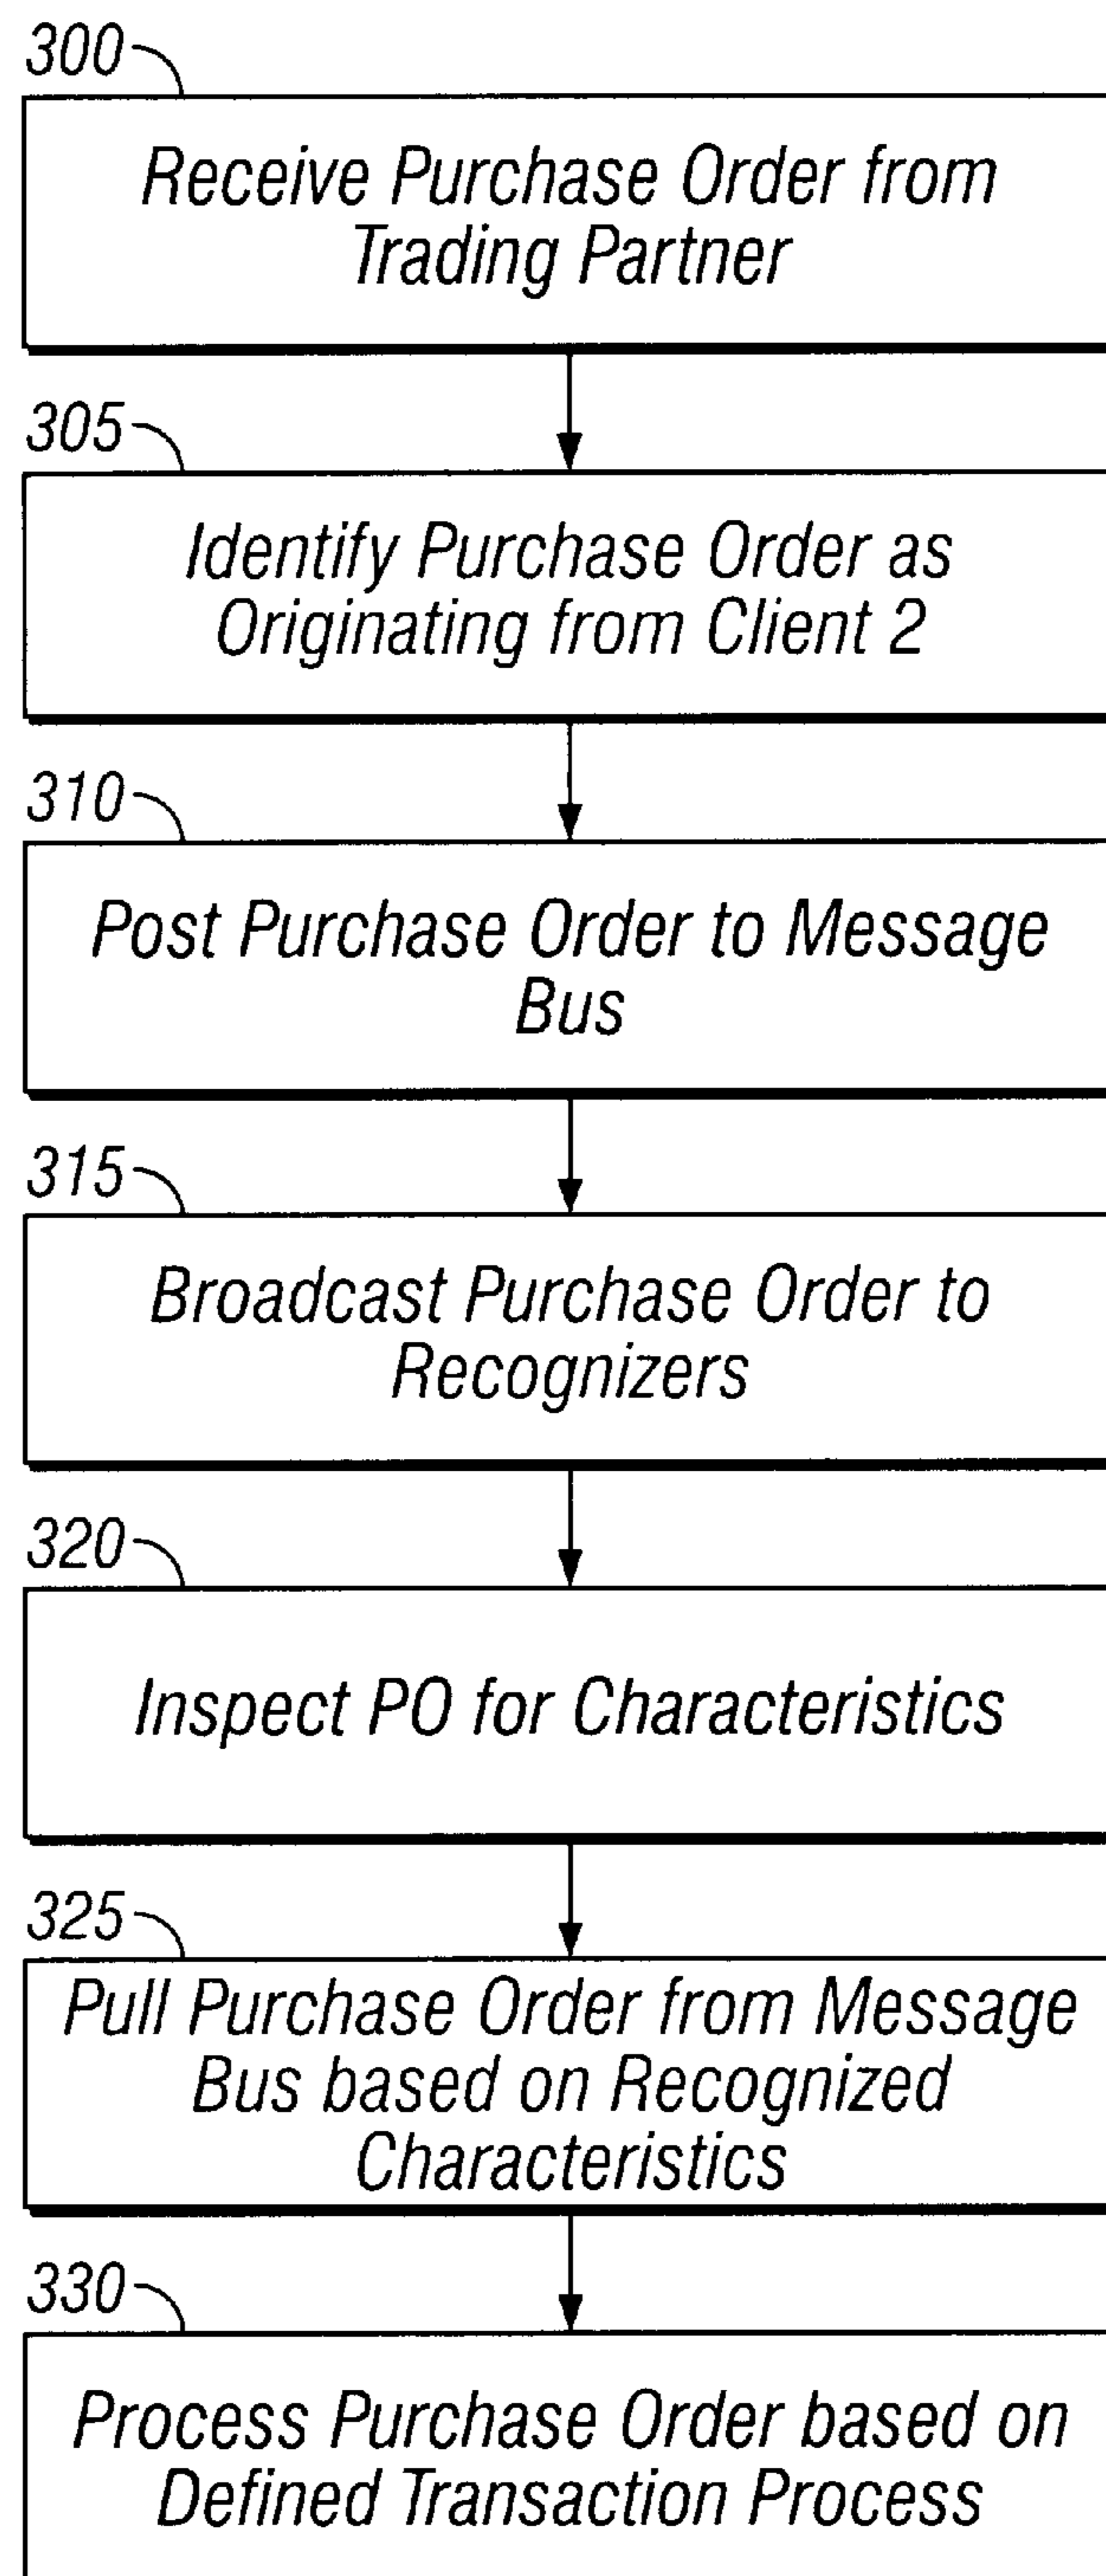 300
Receive Purchase Order from
Trading Partner
305
Identify Purchase Order as
Originating from Client 2
310
Post Purchase Order to Message
Bus
315
Broadcast Purchase Order to
Recognizers
320
Inspect PO for Characteristics
325
Pull Purchase Order from Message
Bus based on Recognized
Characteristics
330
Process Purchase Order based on
Defined Transaction Process